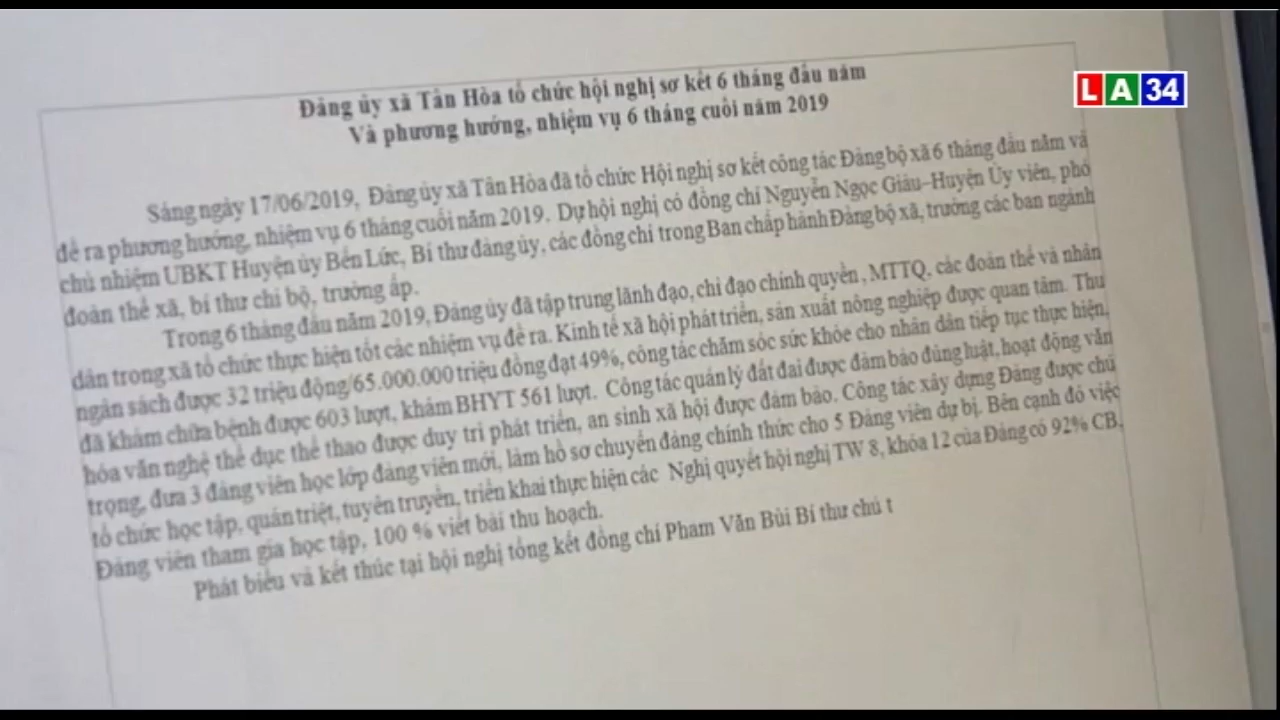 LA34
Đảng ủy xã Tân Hòa tổ chức hội nghị sơ kết 6 tháng đầu năm
Và phương hướng, nhiệm vụ 6 tháng cuối năm 2019
Sáng ngày 17/06/2019, Đảng ủy xã Tân Hòa đã tổ chức Hội nghị sơ kết công tác Đảng bộ xã 6 tháng đầu năm và
đề ra phương hướng, nhiệm vụ 6 tháng cuối năm 2019. Dự hội nghị có đồng chí Nguyễn Ngọc Giàu–Huyện Ủy viên, phó
chủ nhiệm UBKT Huyện ủy Bến Lức, Bí thư đảng ủy, các đồng chí trong Ban chấp hành Đảng bộ xã, trưởng các ban ngành
đoàn thể xã, bí thư chi bộ, trưởng ấp.
Trong 6 tháng đầu năm 2019, Đảng ủy đã tập trung lãnh đạo, chỉ đạo chính quyền , MTTQ, các đoàn thể và nhân
dân trong xã tổ chức thực hiện tốt các nhiệm vụ đề ra. Kinh tế xã hội phát triển, sản xuất nông nghiệp được quan tâm. Thu
ngân sách được 32 triệu động/65.000.000 triệu đồng đạt 49%, công tác chăm sóc sức khỏe cho nhân dân tiếp tục thực hiện,
đã khám chữa bệnh được 603 lượt, khám BHYT 561 lượt. Công tác quản lý đất đai được đảm bảo đúng luật, hoạt động văn
hóa văn nghệ thể dục thể thao được duy trì phát triển, an sinh xã hội được đảm bảo. Công tác xây dựng Đảng được chú
trọng, đưa 3 đảng viên học lớp đảng viên mới, làm hồ sơ chuyển đảng chính thức cho 5 Đảng viên dự bị. Bên cạnh đó việc
tổ chức học tập, quán triệt, tuyên truyền, triển khai thực hiện các Nghị quyết hội nghị TW 8, khóa 12 của Đảng có 92% CB,
Đảng viên tham gia học tập, 100 % viết bài thu hoạch.
Phát biểu và kết thúc tại hội nghị tổng kết đồng chí Phạm Văn Bùi Bí thư chủ t